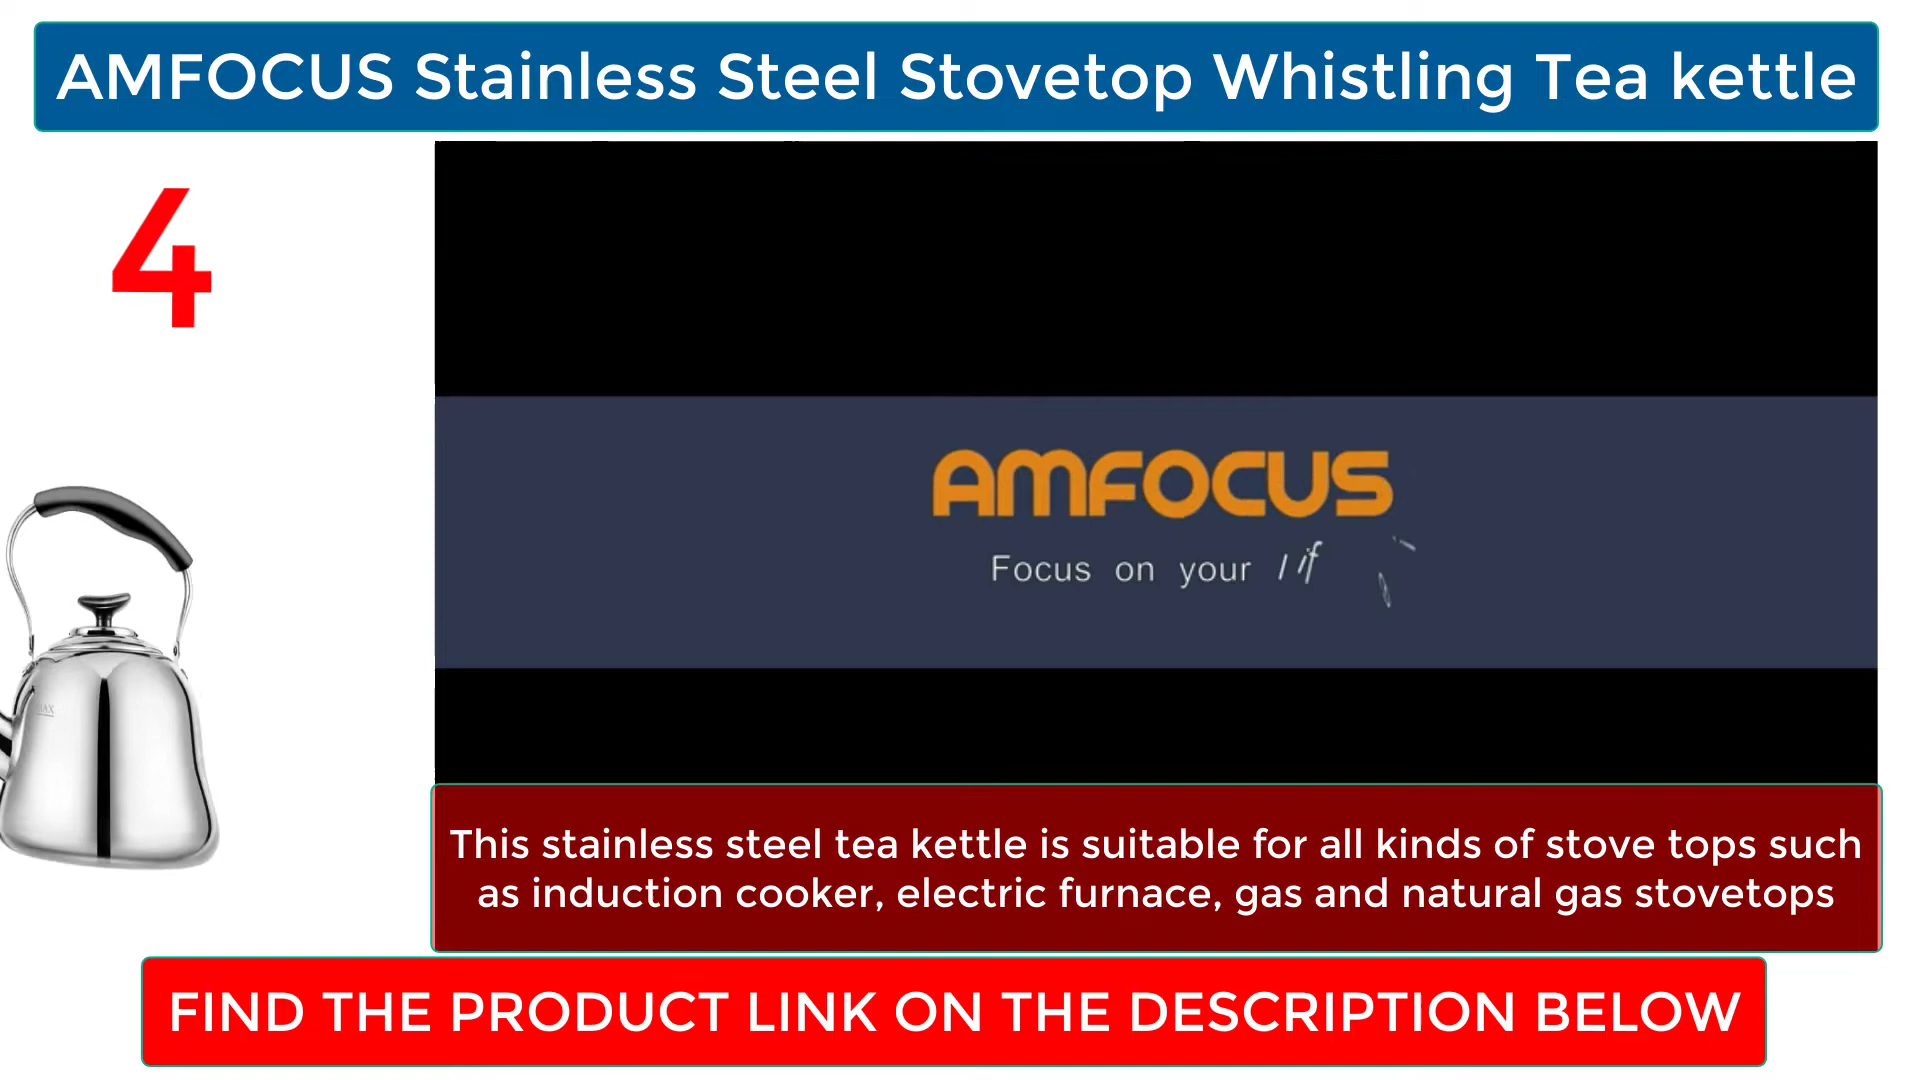 AMFOCUS Stainless Steel Stovetop Whistling Tea kettle
4
AMFOCUS
Focus on your lif
MAX
This stainless steel tea kettle is suitable for all kinds of stove tops such
as induction cooker, electric furnace, gas and natural gas stovetops
FIND THE PRODUCT LINK ON THE DESCRIPTION BELOW